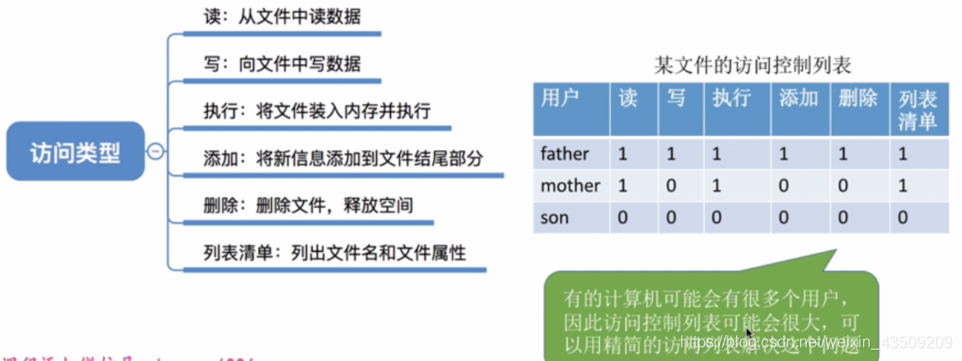 读：从文件中读数据
写：向文件中写数据
执行：将文件装入内存并执行
访问类型
添加：将新信息添加到文件结尾部分
删除：删除文件，释放空间
列表清单：列出文件名和文件属性
某文件的访问控制列表
用户 读 写 执行 添加 删除 列表清单
father 1 1 1 1 1 1
mother 1 0 1 0 0 1
son 0 0 0 0 0 0
有的计算机可能会有很多个用户，
因此访问控制列表可能会很大，可
以用精简的访问列表解决这个问题
https://blog.csdn.net/weixin_43509209